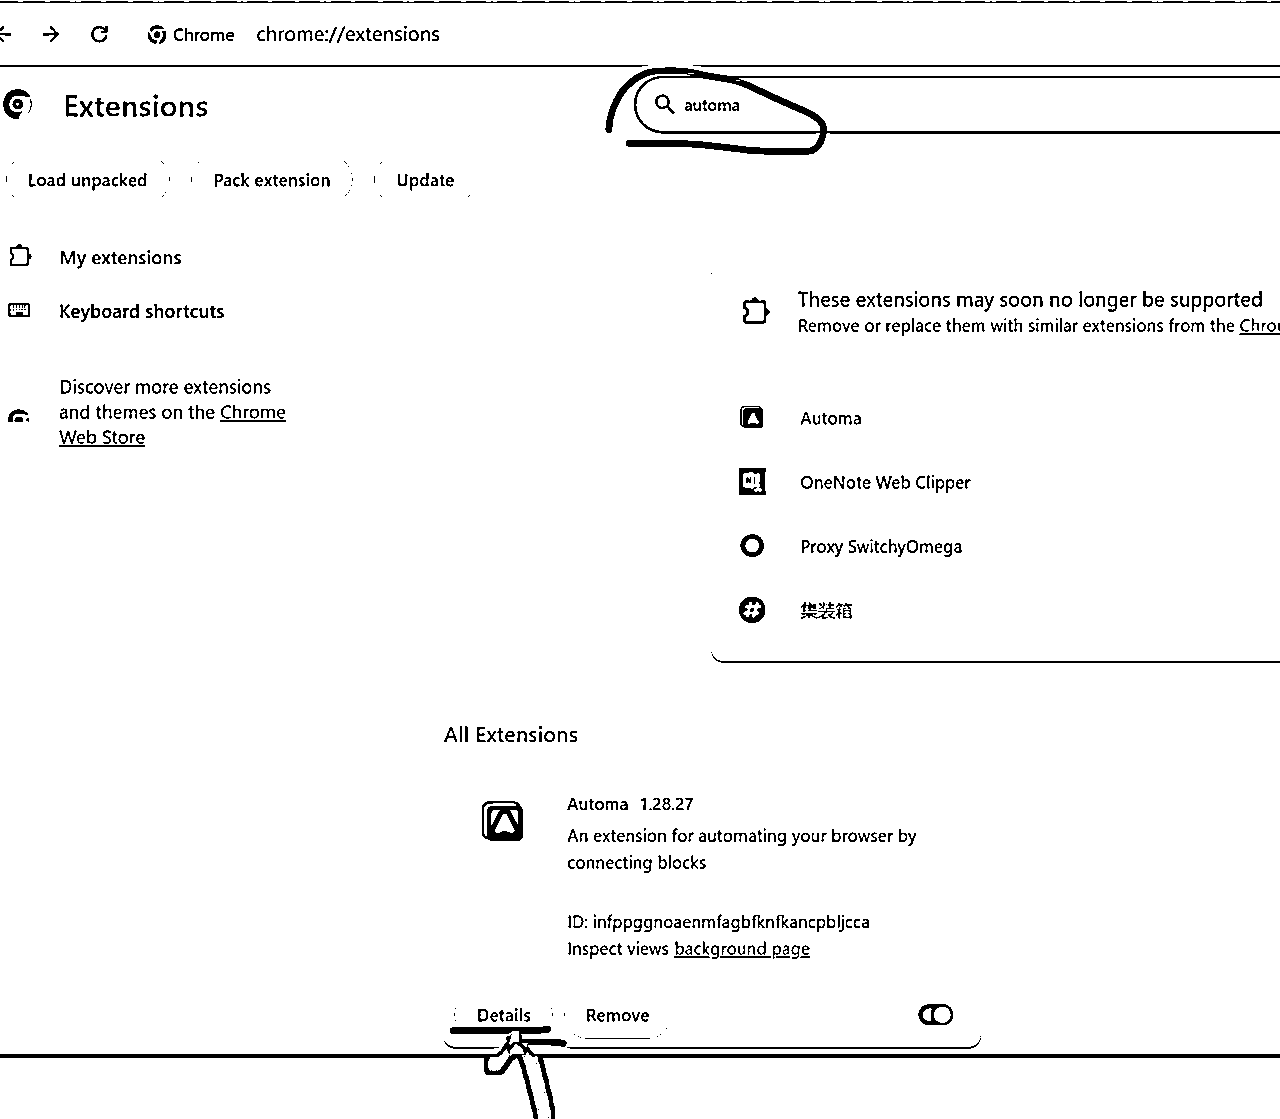 Chrome chrome://extensions
Extensions
automa
Load unpacked Pack extension Update
My extensions
Keyboard shortcuts
Discover more extensions
and themes on the Chrome
Web Store
These extensions may soon no longer be supported
Remove or replace them with similar extensions from the
Automa
OneNote Web Clipper
Proxy SwitchyOmega
集装箱
All Extensions
Automa 1.28.27
An extension for automating your browser by
connecting blocks
ID: infppggnoaenmfagbfknfkancpbljcca
Inspect views background page
Details Remove